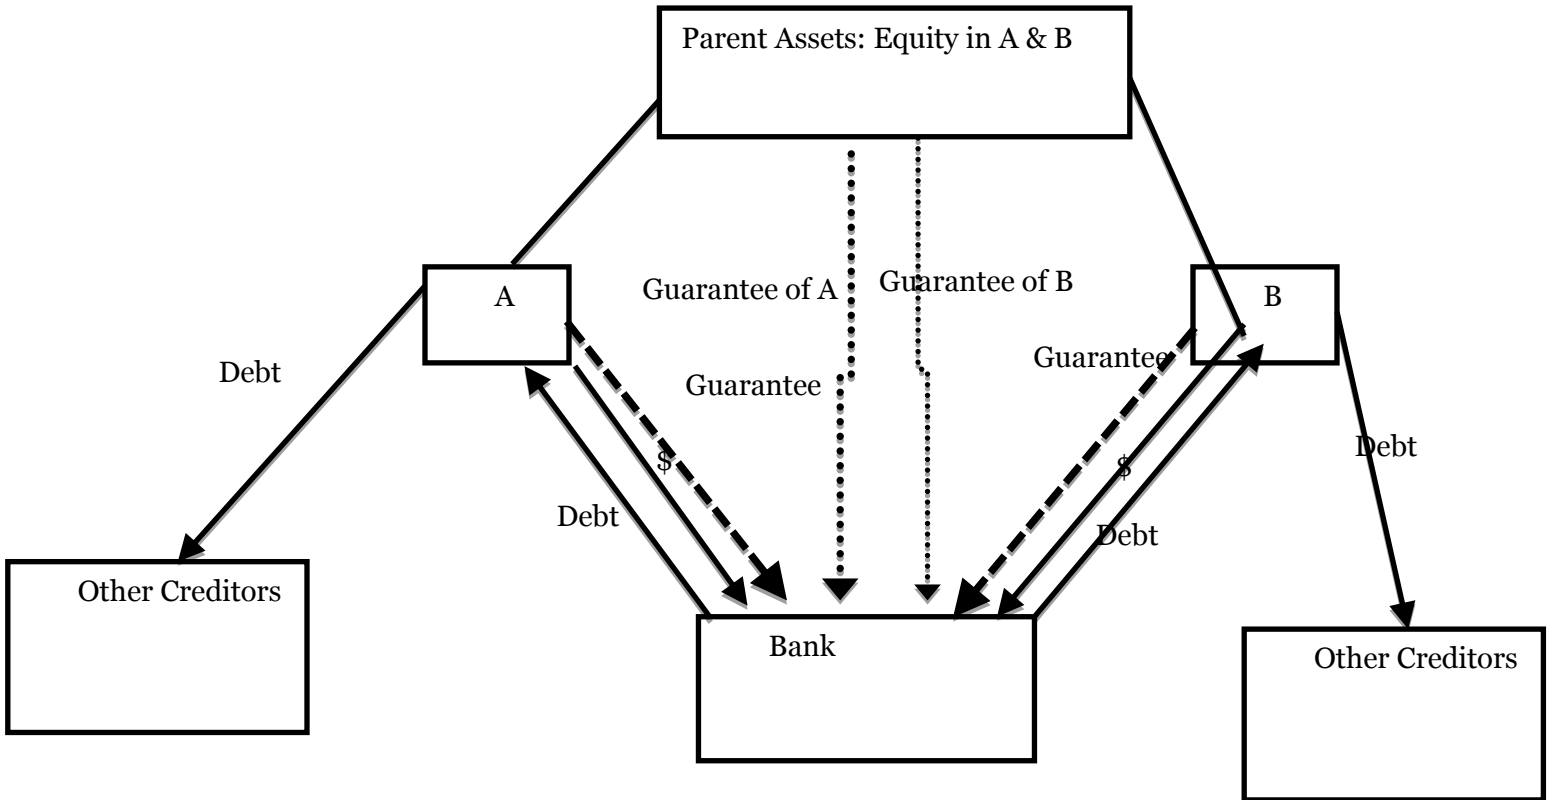 Parent Assets: Equity in A & B
A
Guarantee of A
Guarantee of B
B
Debt
Guarantee
Guarantee
$
$
Debt
Debt
Debt
Other Creditors
Bank
Other Creditors